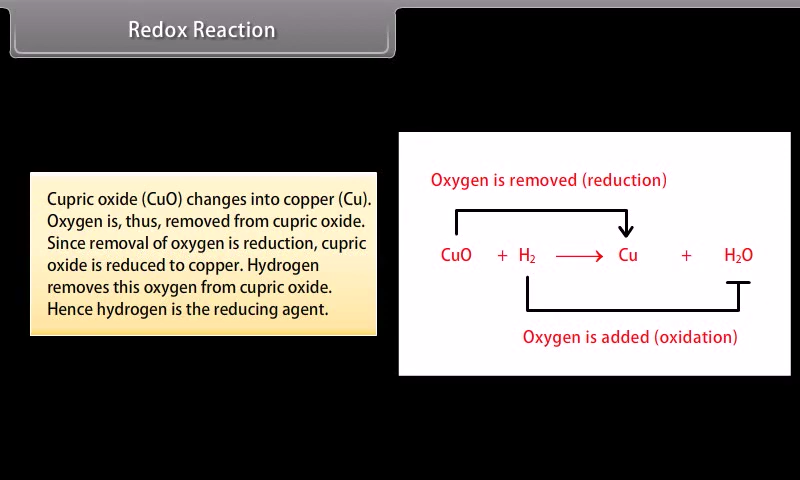 Redox Reaction
Cupric oxide (CuO) changes into copper (Cu).
Oxygen is, thus, removed from cupric oxide.
Since removal of oxygen is reduction, cupric
oxide is reduced to copper. Hydrogen
removes this oxygen from cupric oxide.
Hence hydrogen is the reducing agent.
Oxygen is removed (reduction)
CuO + H₂ ⟶ Cu + H₂O
Oxygen is added (oxidation)